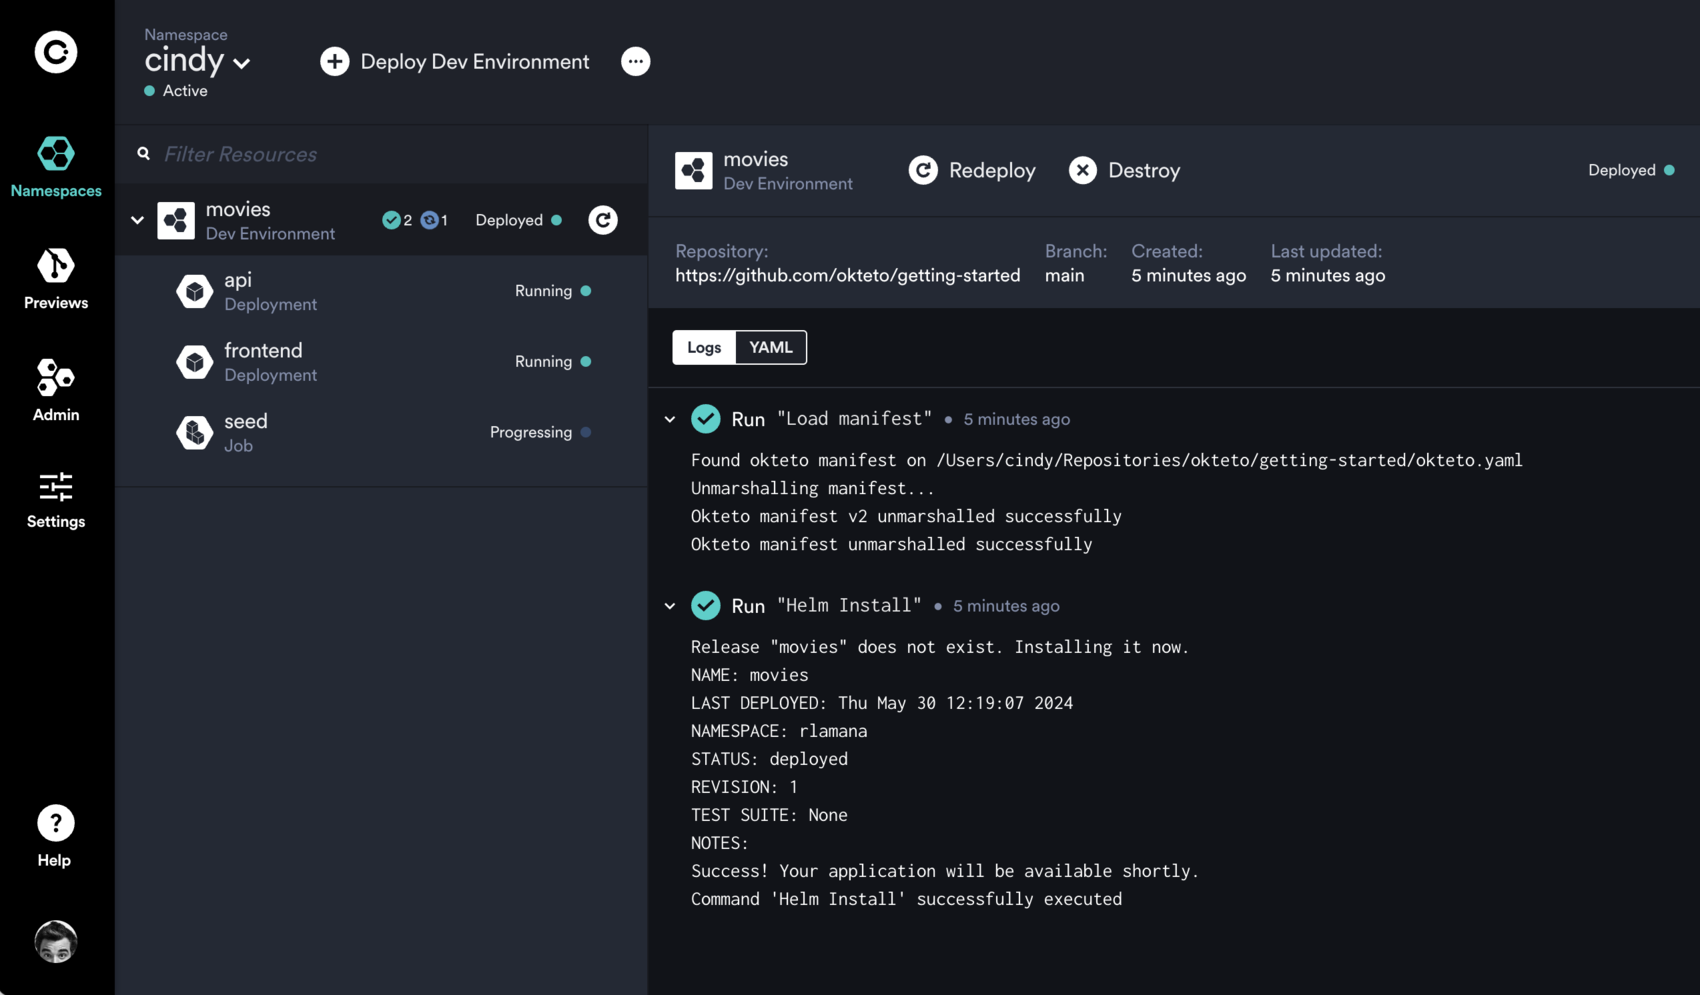 Namespace
cindy
Active
Deploy Dev Environment
Namespaces
Previews
Admin
Settings
Help
Filter Resources
movies
Dev Environment
2 1
Deployed
api
Deployment
Running
frontend
Deployment
Running
seed
Job
Progressing
movies
Dev Environment
Redeploy
Destroy
Deployed
Repository:
https://github.com/okteto/getting-started
Branch:
main
Created:
5 minutes ago
Last updated:
5 minutes ago
Logs
YAML
Run "Load manifest" • 5 minutes ago
Found okteto manifest on /Users/cindy/Repositories/okteto/getting-started/okteto.yaml
Unmarshalling manifest...
Okteto manifest v2 unmarshalled successfully
Okteto manifest unmarshalled successfully
Run "Helm Install" • 5 minutes ago
Release "movies" does not exist. Installing it now.
NAME: movies
LAST DEPLOYED: Thu May 30 12:19:07 2024
NAMESPACE: rlamana
STATUS: deployed
REVISION: 1
TEST SUITE: None
NOTES:
Success! Your application will be available shortly.
Command 'Helm Install' successfully executed